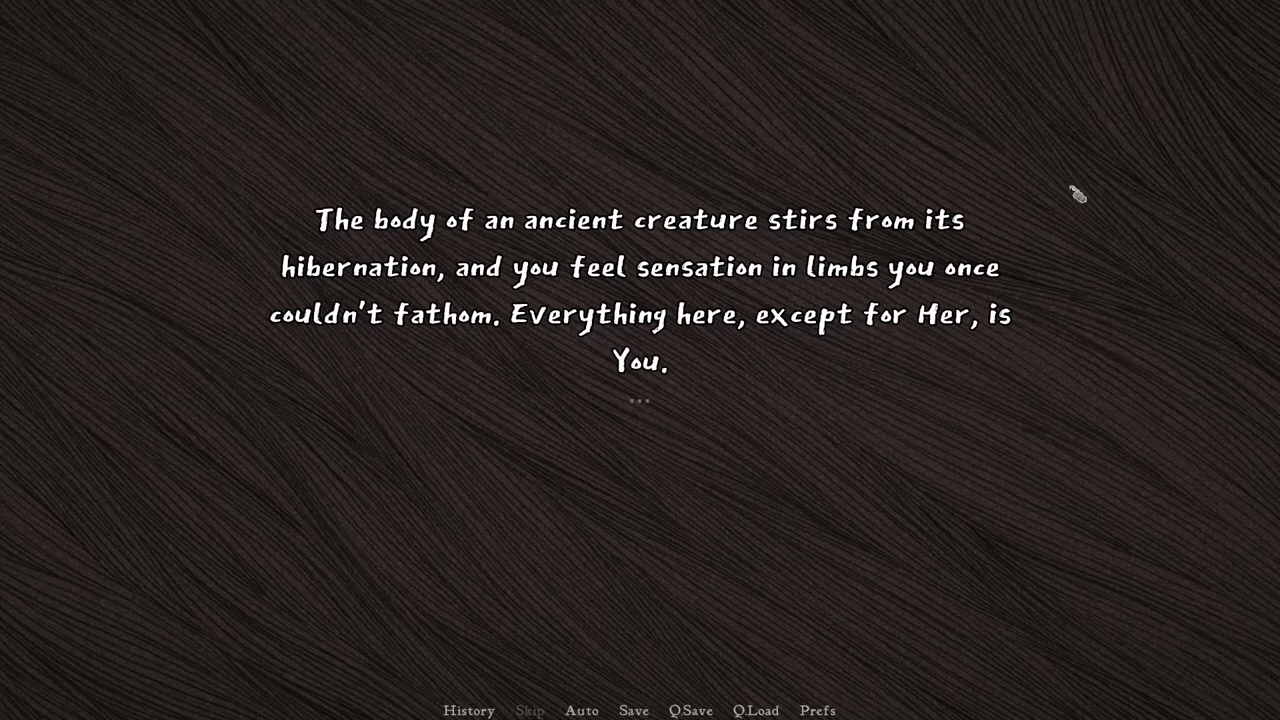 The body of an ancient creature stirs from its
hibernation, and you feel sensation in limbs you once
couldn't fathom. Everything here, except for Her, is
You.
...
History Skip Auto Save Q.Save Q.Load Prefs